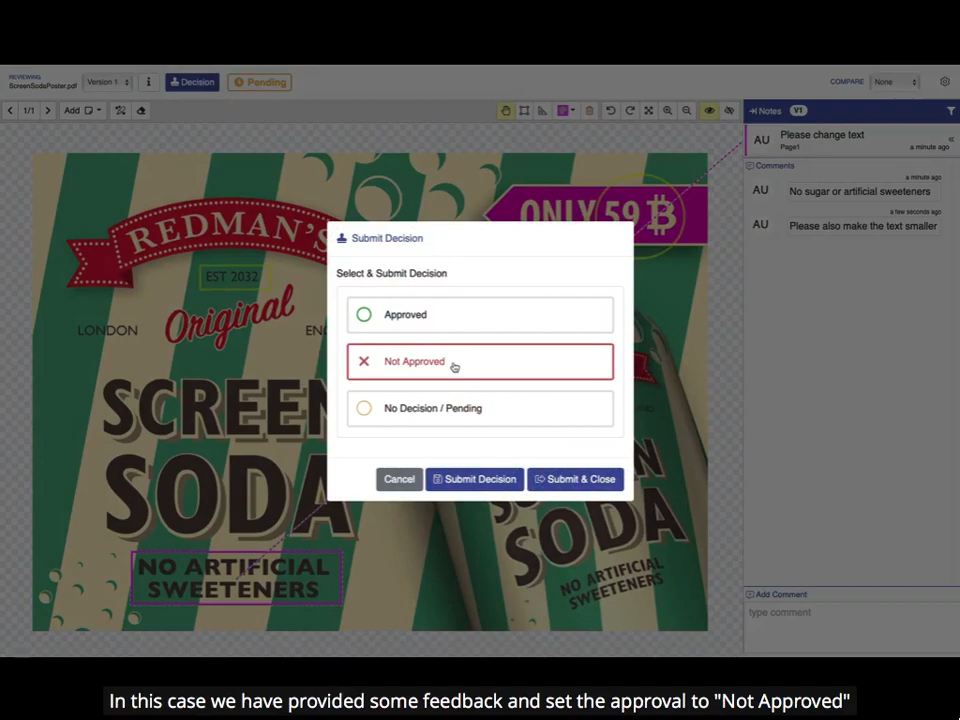 REVIEWING
ScreenSodaPoster.pdf
Version 1
Decision
Pending
COMPARE
None
1/1
Add
Notes
V1
AU
Please change text
Page1
a minute ago
Comments
a minute ago
AU
No sugar or artificial sweeteners
a few seconds ago
AU
Please also make the text smaller
REDMAN'S
ONLY 59 ₿
EST 2032
Original
LONDON
EN
SCREEN
SODA
NO ARTIFICIAL
SWEETENERS
SODA
NO ARTIFICIAL
SWEETENERS
Submit Decision
Select & Submit Decision
Approved
Not Approved
No Decision / Pending
Cancel
Submit Decision
Submit & Close
Add Comment
type comment
In this case we have provided some feedback and set the approval to "Not Approved"